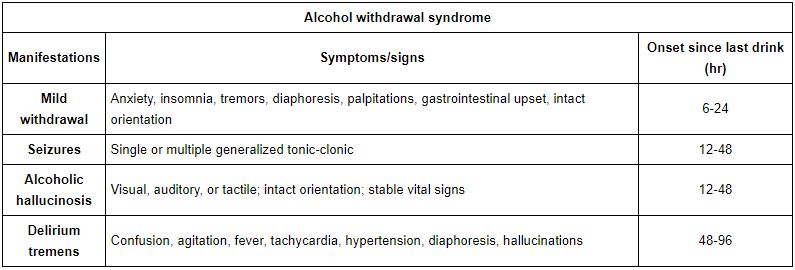 Alcohol withdrawal syndrome
Manifestations Symptoms/signs Onset since last drink
(hr)
Mild
withdrawal
Anxiety, insomnia, tremors, diaphoresis, palpitations, gastrointestinal upset, intact
orientation
6-24
Seizures Single or multiple generalized tonic-clonic 12-48
Alcoholic
hallucinosis
Visual, auditory, or tactile; intact orientation; stable vital signs 12-48
Delirium
tremens
Confusion, agitation, fever, tachycardia, hypertension, diaphoresis, hallucinations 48-96